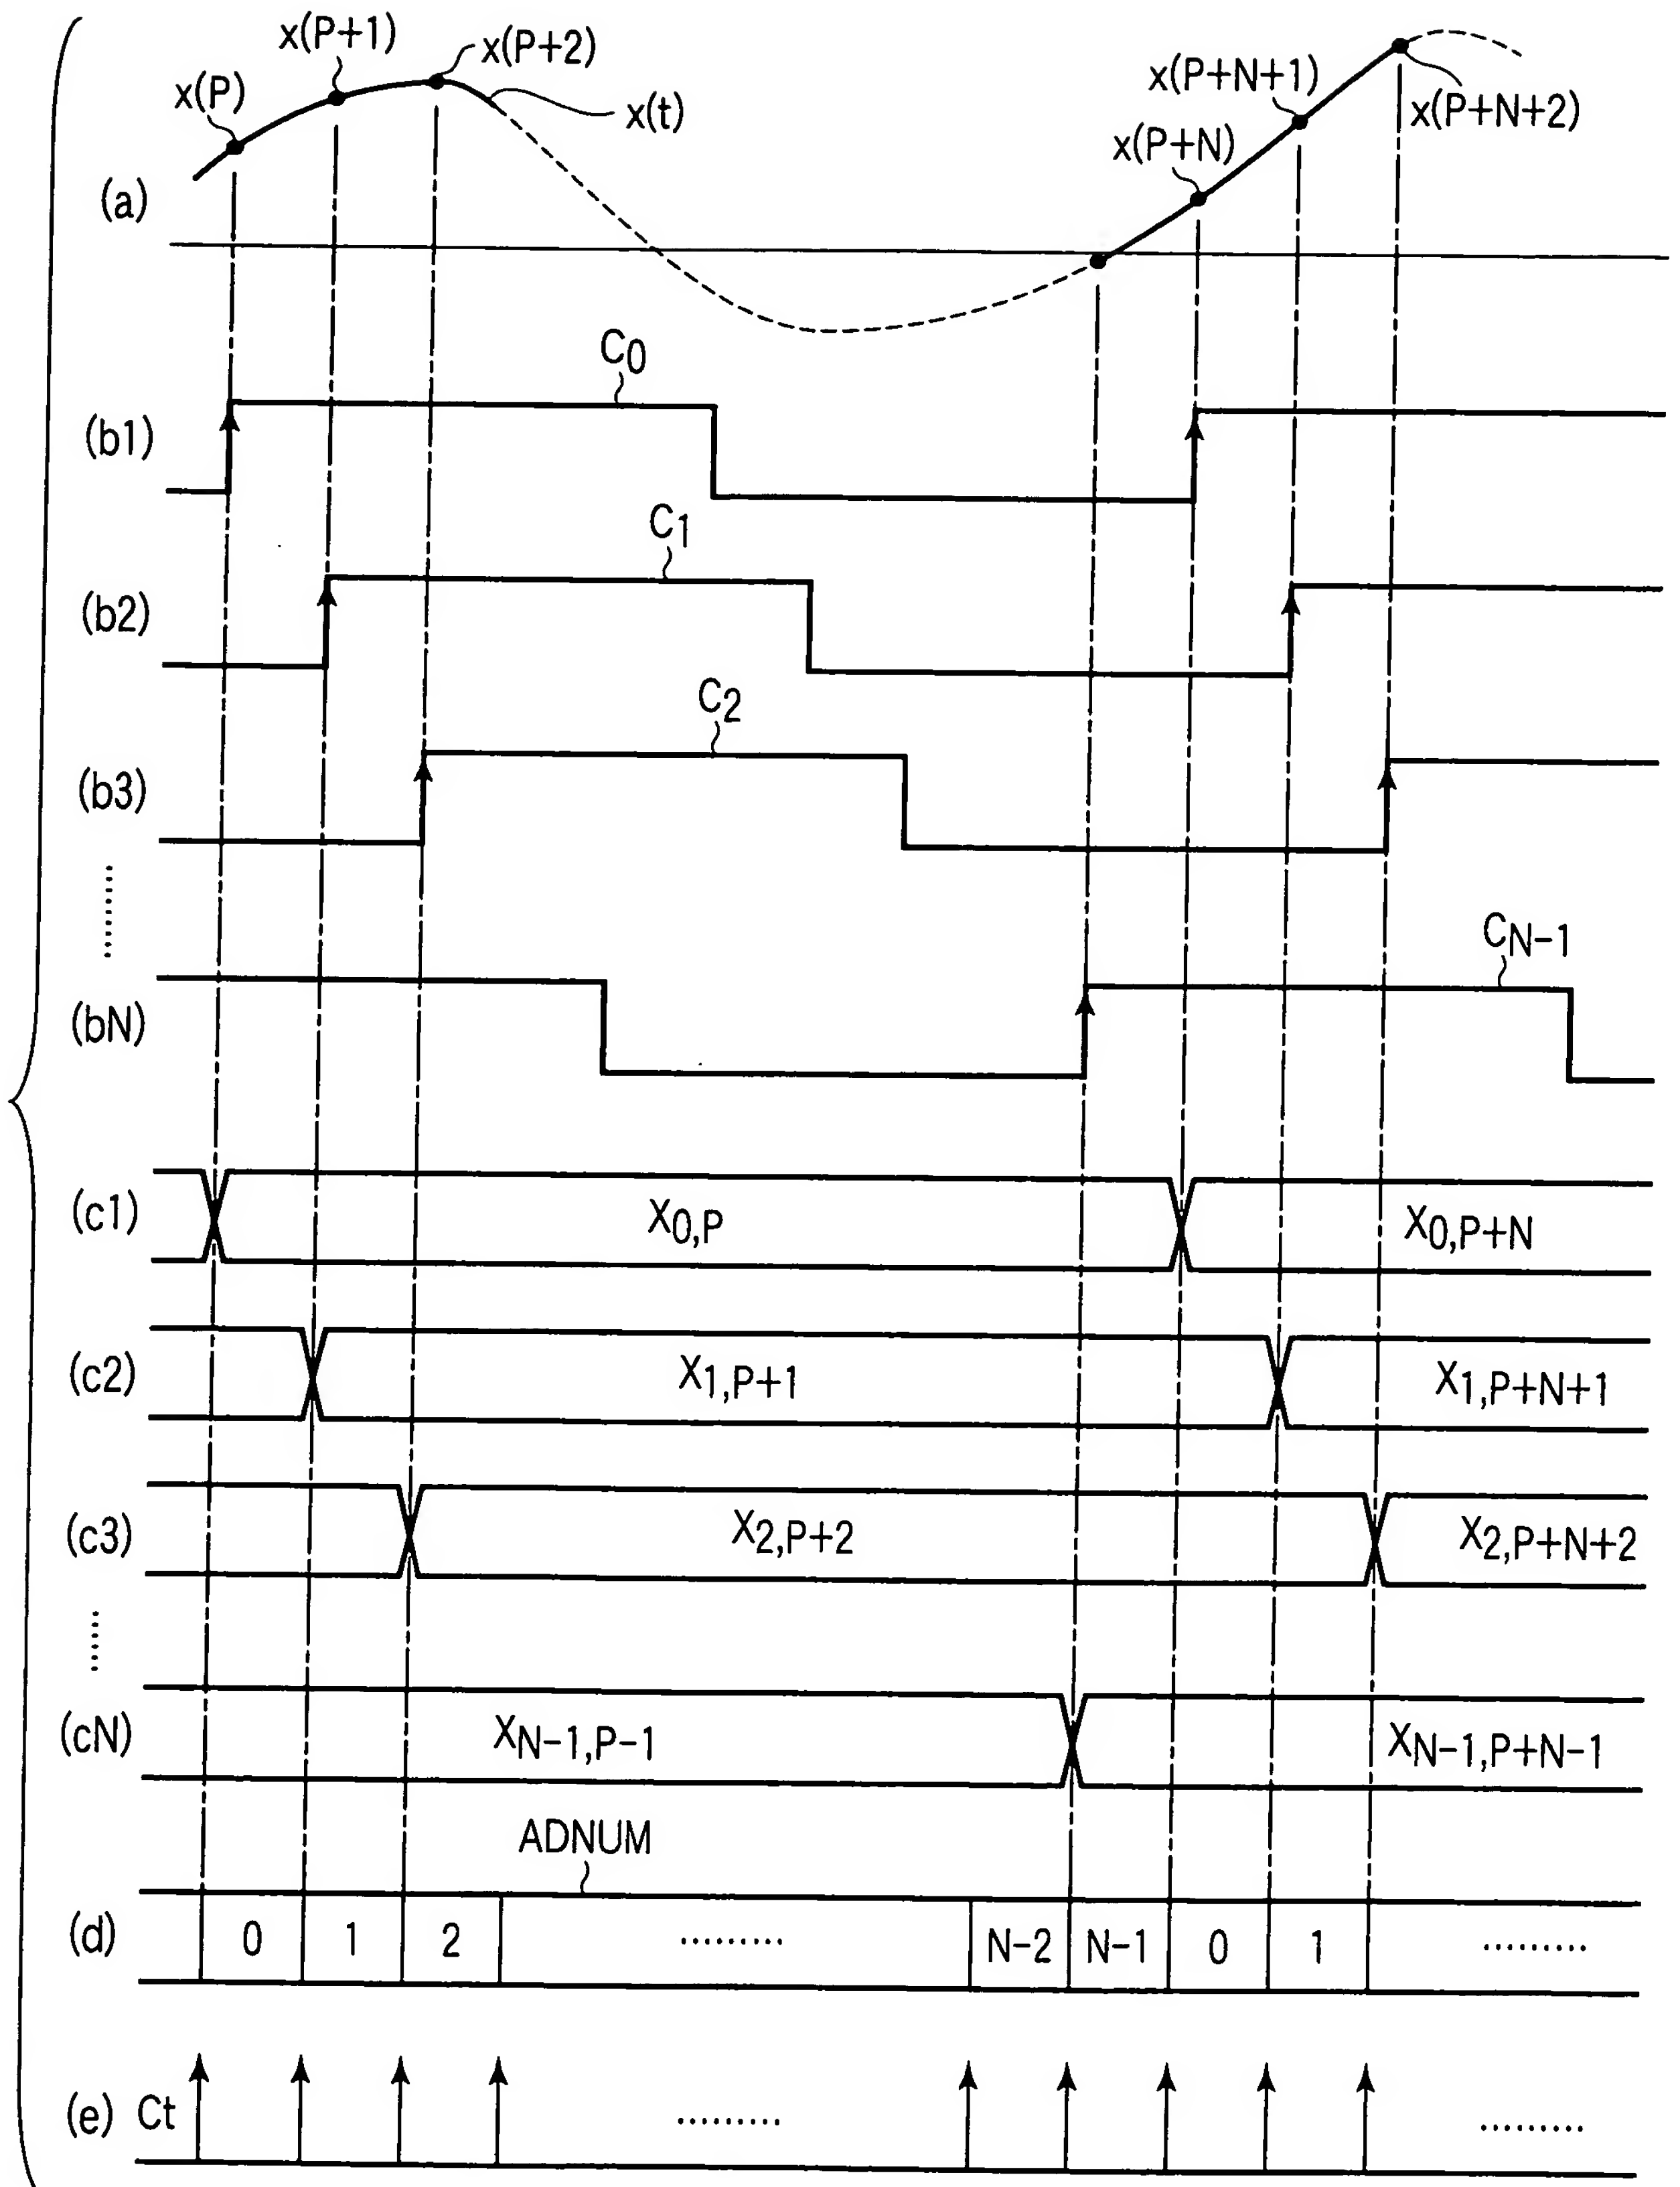 x(P+1)
x(P+2)
x(P)
x(t)
x(P+N+1)
x(P+N+2)
x(P+N)
(a)
C0
(b1)
C1
(b2)
C2
(b3)
........
CN-1
(bN)
(c1) X0,P X0,P+N
(c2) X1,P+1 X1,P+N+1
(c3) X2,P+2 X2,P+N+2
......
(cN) XN-1,P-1 XN-1,P+N-1
ADNUM
(d) 0 1 2 ......... N-2 N-1 0 1 .........
(e) Ct ......... .........